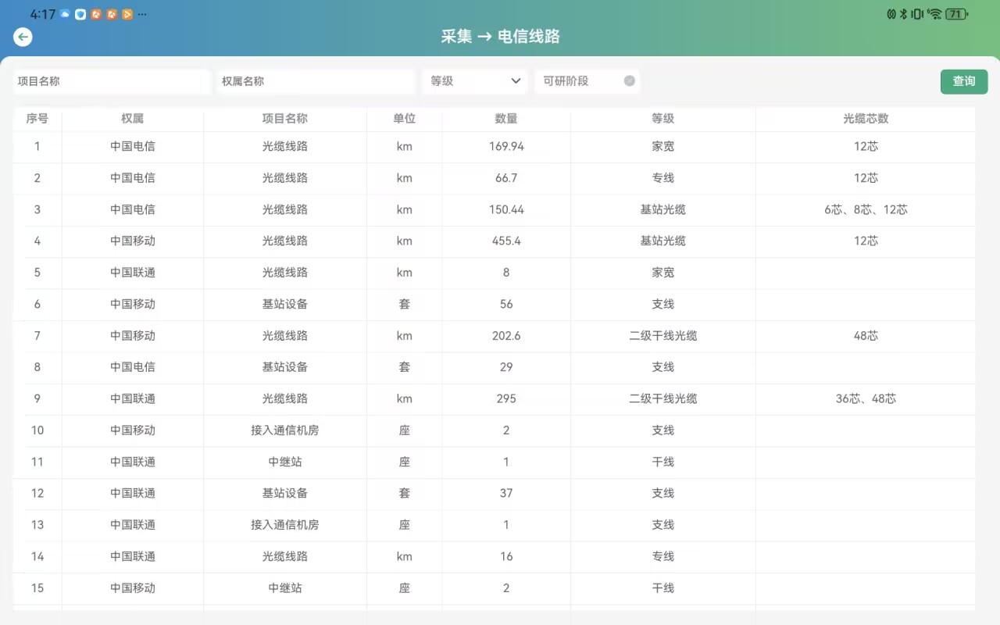 4:17 ··· 71
采集 → 电信线路
项目名称 权属名称 等级 可研阶段 查询
序号 权属 项目名称 单位 数量 等级 光缆芯数
1 中国电信 光缆线路 km 169.94 家宽 12芯
2 中国电信 光缆线路 km 66.7 专线 12芯
3 中国电信 光缆线路 km 150.44 基站光缆 6芯、8芯、12芯
4 中国移动 光缆线路 km 455.4 基站光缆 12芯
5 中国联通 光缆线路 km 8 家宽
6 中国移动 基站设备 套 56 支线
7 中国移动 光缆线路 km 202.6 二级干线光缆 48芯
8 中国电信 基站设备 套 29 支线
9 中国联通 光缆线路 km 295 二级干线光缆 36芯、48芯
10 中国移动 接入通信机房 座 2 支线
11 中国联通 中继站 座 1 干线
12 中国联通 基站设备 套 37 支线
13 中国联通 接入通信机房 座 1 支线
14 中国联通 光缆线路 km 16 专线
15 中国移动 中继站 座 2 干线